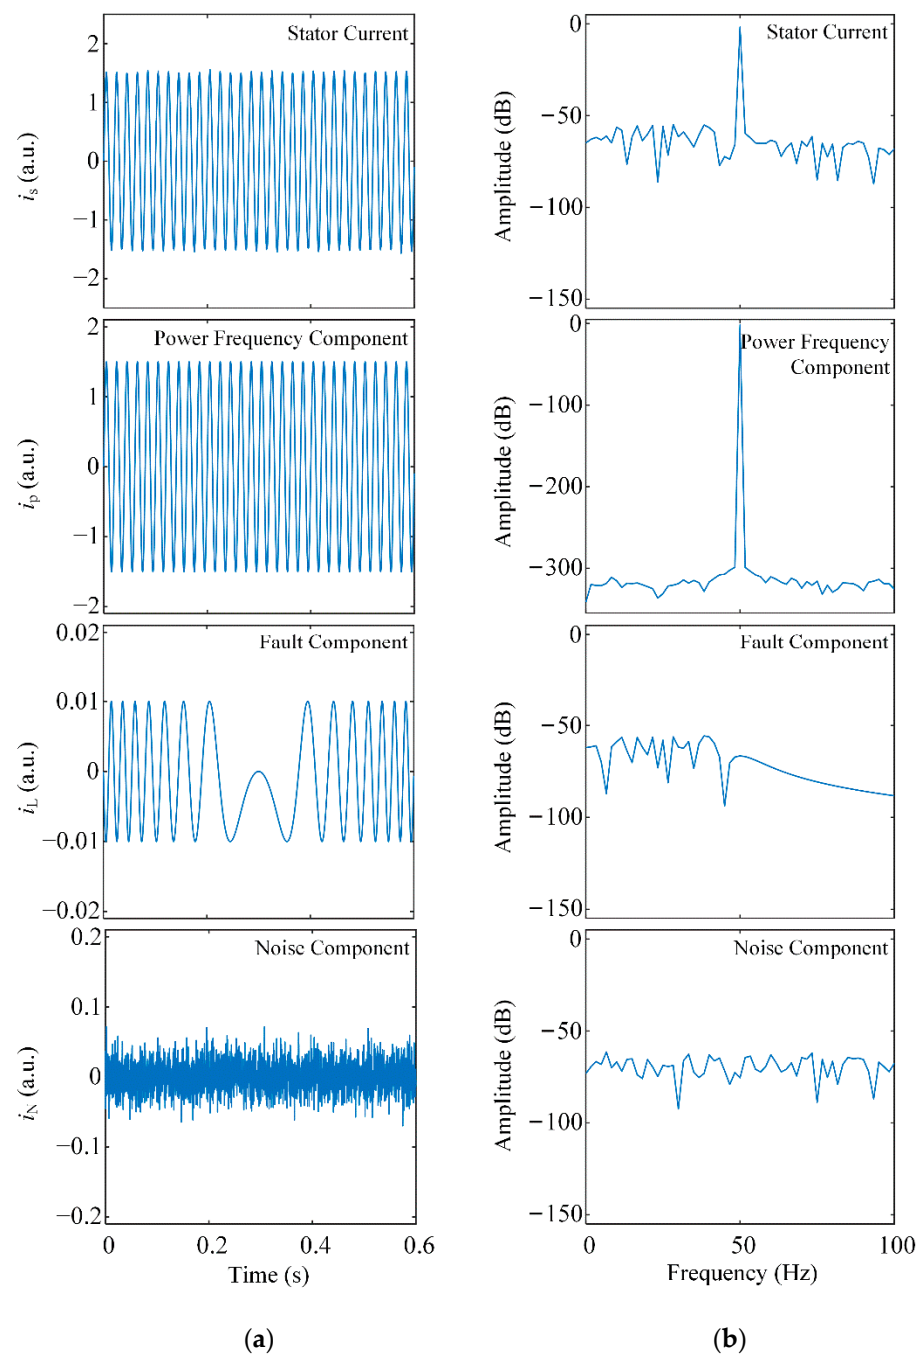 Stator Current
2
1
0
−1
−2
i_s (a.u.)
Stator Current
0
−50
−100
−150
Amplitude (dB)
Power Frequency Component
2
1
0
−1
−2
i_p (a.u.)
Power Frequency
Component
0
−100
−200
−300
Amplitude (dB)
Fault Component
0.02
0.01
0
−0.01
−0.02
i_L (a.u.)
Fault Component
0
−50
−100
−150
Amplitude (dB)
Noise Component
0.2
0.1
0
−0.1
−0.2
i_N (a.u.)
0 0.2 0.4 0.6
Time (s)
Noise Component
0
−50
−100
−150
Amplitude (dB)
0 50 100
Frequency (Hz)
(a) (b)